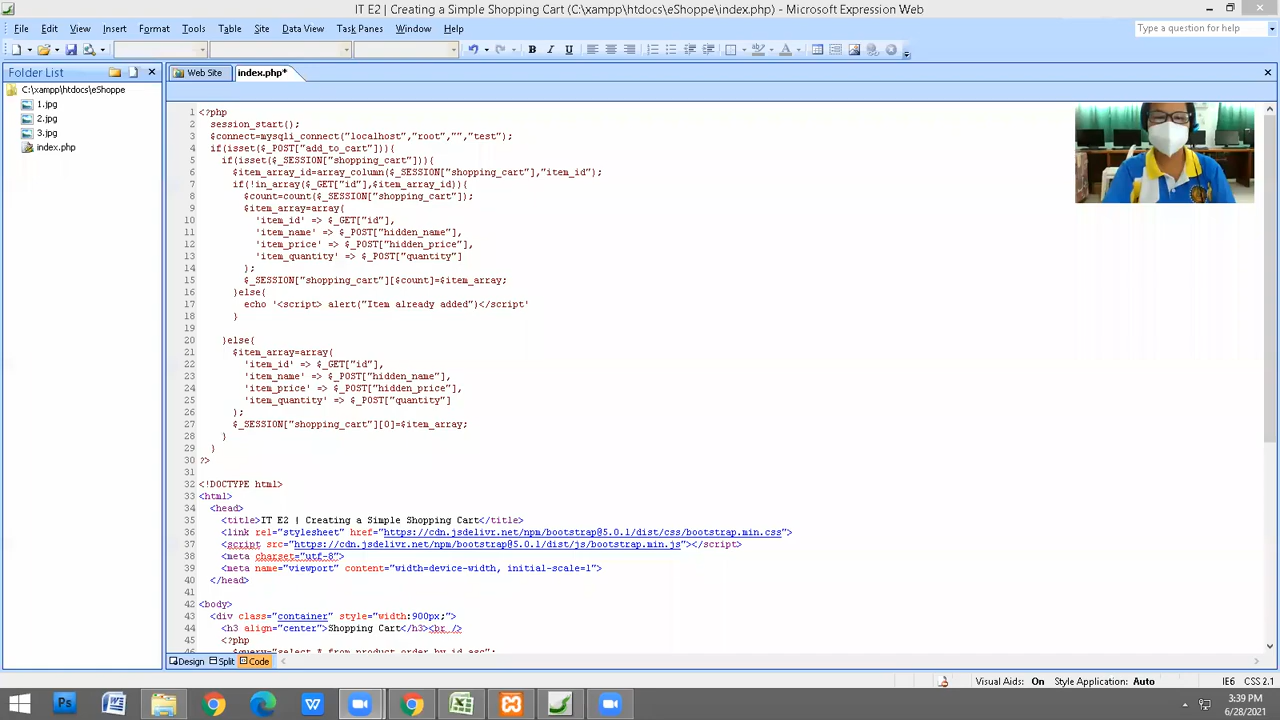 IT E2 | Creating a Simple Shopping Cart (C:\xampp\htdocs\eShoppe\index.php) - Microsoft Expression Web
File Edit View Insert Format Tools Table Site Data View Task Panes Window Help
Type a question for help
Folder List
Web Site index.php*
C:\xampp\htdocs\eShoppe
1.jpg
2.jpg
3.jpg
index.php
1 <?php
2 session_start();
3 $connect=mysqli_connect("localhost","root","","test");
4 if(isset($_POST["add_to_cart"])){
5 if(isset($_SESSION["shopping_cart"])){
6 $item_array_id=array_column($_SESSION["shopping_cart"],"item_id");
7 if(!in_array($_GET["id"],$item_array_id)){
8 $count=count($_SESSION["shopping_cart"]);
9 $item_array=array(
10 'item_id' => $_GET["id"],
11 'item_name' => $_POST["hidden_name"],
12 'item_price' => $_POST["hidden_price"],
13 'item_quantity' => $_POST["quantity"]
14 );
15 $_SESSION["shopping_cart"][$count]=$item_array;
16 }else{
17 echo '<script> alert("Item already added")</script'
18 }
19
20 }else{
21 $item_array=array(
22 'item_id' => $_GET["id"],
23 'item_name' => $_POST["hidden_name"],
24 'item_price' => $_POST["hidden_price"],
25 'item_quantity' => $_POST["quantity"]
26 );
27 $_SESSION["shopping_cart"][0]=$item_array;
28 }
29 }
30 ?>
31
32 <!DOCTYPE html>
33 <html>
34 <head>
35 <title>IT E2 | Creating a Simple Shopping Cart</title>
36 <link rel="stylesheet" href="https://cdn.jsdelivr.net/npm/bootstrap@5.0.1/dist/css/bootstrap.min.css">
37 <script src="https://cdn.jsdelivr.net/npm/bootstrap@5.0.1/dist/js/bootstrap.min.js"></script>
38 <meta charset="utf-8">
39 <meta name="viewport" content="width=device-width, initial-scale=1">
40 </head>
41
42 <body>
43 <div class="container" style="width:900px;">
44 <h3 align="center">Shopping Cart</h3><br />
45 <?php
46 $query="select * from product order by id asc";
Design Split Code
Visual Aids: On Style Application: Auto IE6 CSS 2.1
3:39 PM
6/28/2021